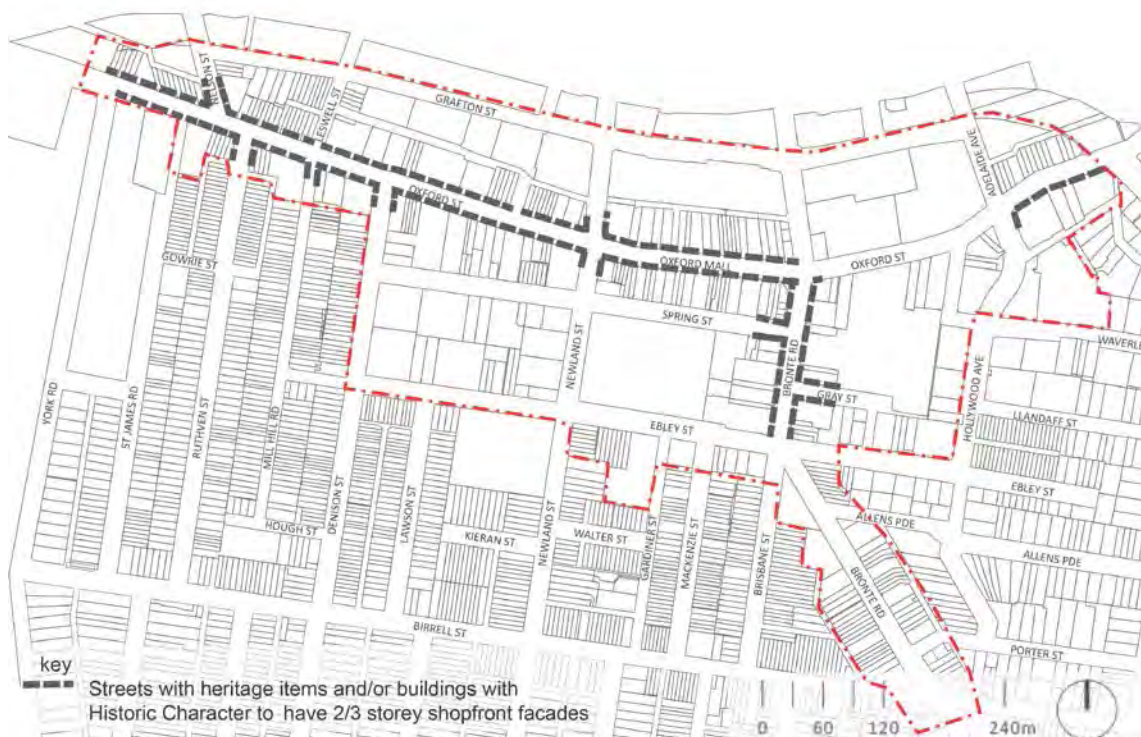 NELSON ST
GRAFTON ST
ADELAIDE AVE
OXFORD ST
OXFORD MALL
OXFORD ST
GOWRIE ST
SPRING ST
NEWLAND ST
BRONTE RD
GRAY ST
HOLLYWOOD AVE
LLANDAFF ST
YORK RD
ST JAMES RD
RUTHVEN ST
MILL HILL RD
DENISON ST
LAWSON ST
EBLEY ST
EBLEY ST
HOUGH ST
KIERAN ST
NEWLAND ST
WALTER ST
GARDINER ST
MACKENZIE ST
BRISBANE ST
ALLENS PDE
ALLENS PDE
BRONTE RD
BIRRELL ST
PORTER ST
key
Streets with heritage items and/or buildings with
Historic Character to have 2/3 storey shopfront facades
0 60 120 240m